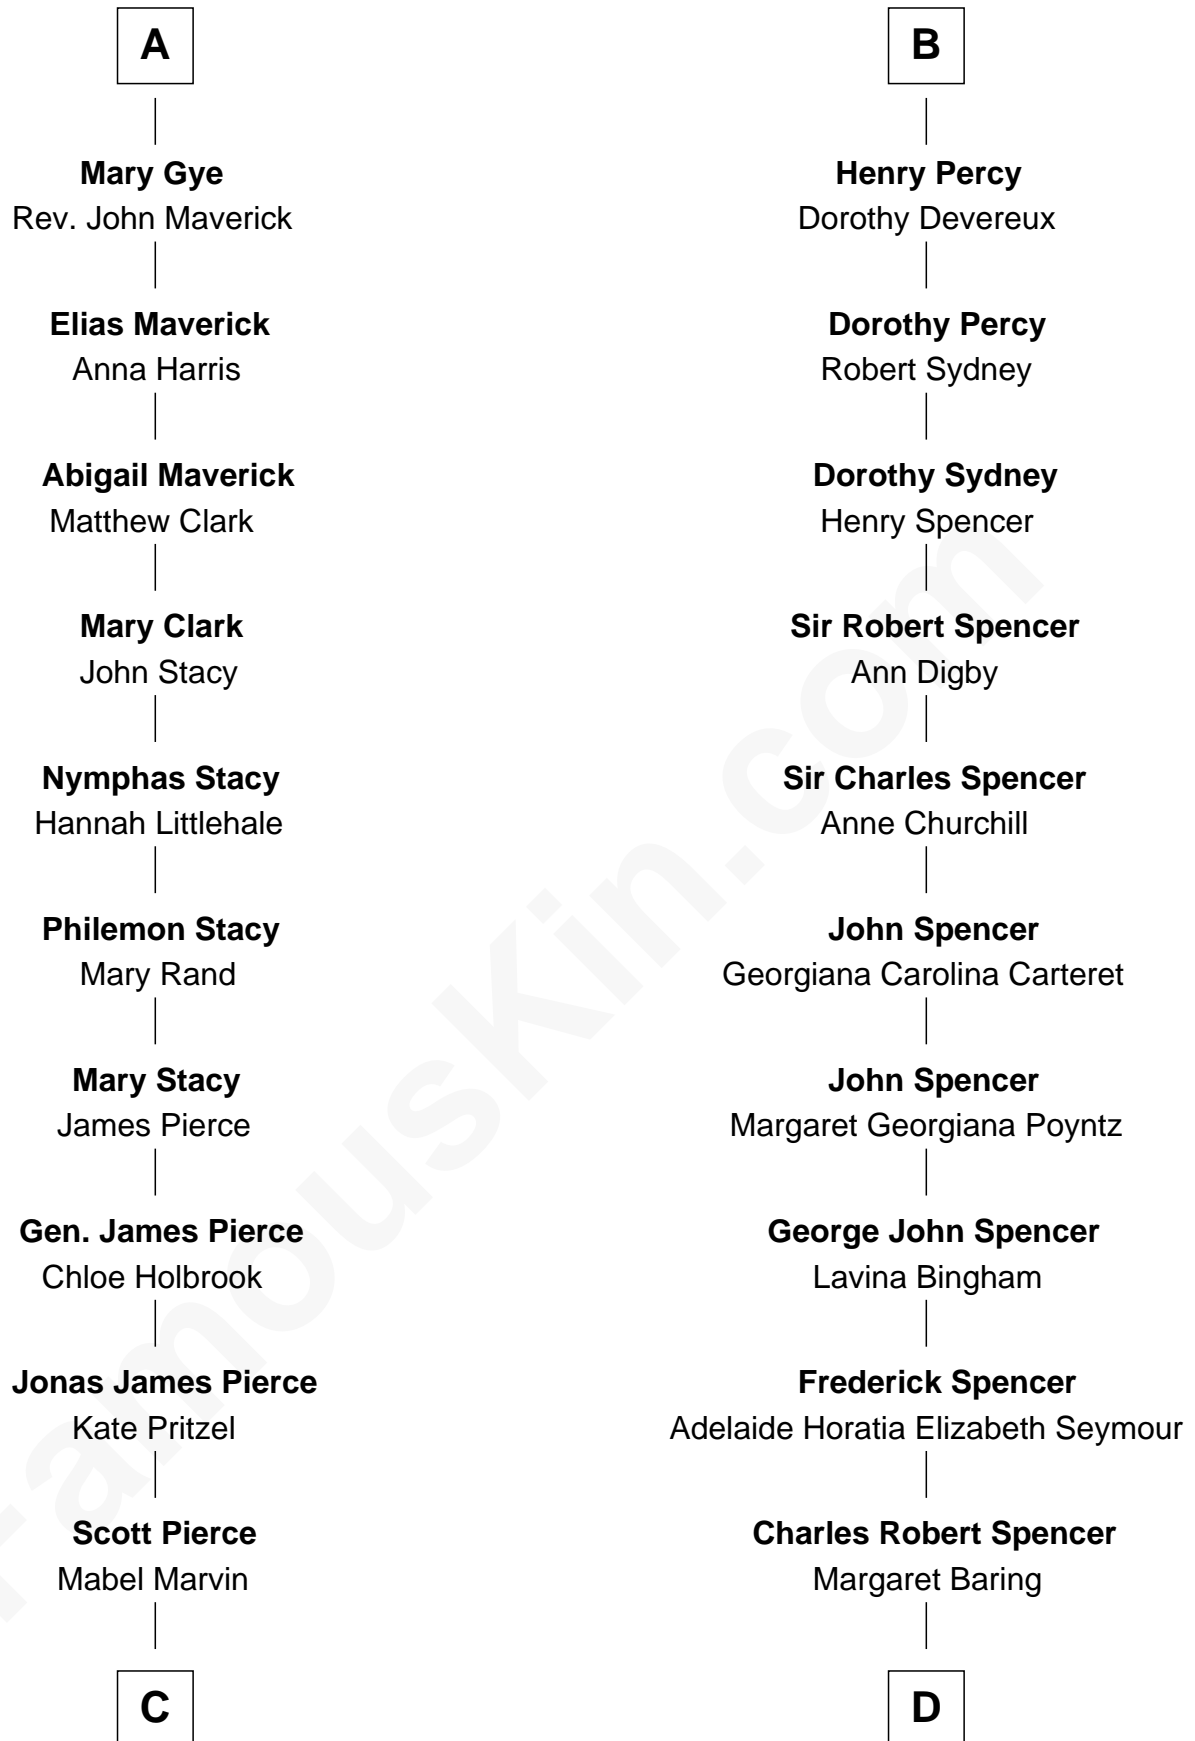 A
Mary Gye
Rev. John Maverick
Elias Maverick
Anna Harris
Abigail Maverick
Matthew Clark
Mary Clark
John Stacy
Nymphas Stacy
Hannah Littlehale
Philemon Stacy
Mary Rand
Mary Stacy
James Pierce
Gen. James Pierce
Chloe Holbrook
Jonas James Pierce
Kate Pritzel
Scott Pierce
Mabel Marvin
C
B
Henry Percy
Dorothy Devereux
Dorothy Percy
Robert Sydney
Dorothy Sydney
Henry Spencer
Sir Robert Spencer
Ann Digby
Sir Charles Spencer
Anne Churchill
John Spencer
Georgiana Carolina Carteret
John Spencer
Margaret Georgiana Poyntz
George John Spencer
Lavina Bingham
Frederick Spencer
Adelaide Horatia Elizabeth Seymour
Charles Robert Spencer
Margaret Baring
D
FamousKin.com